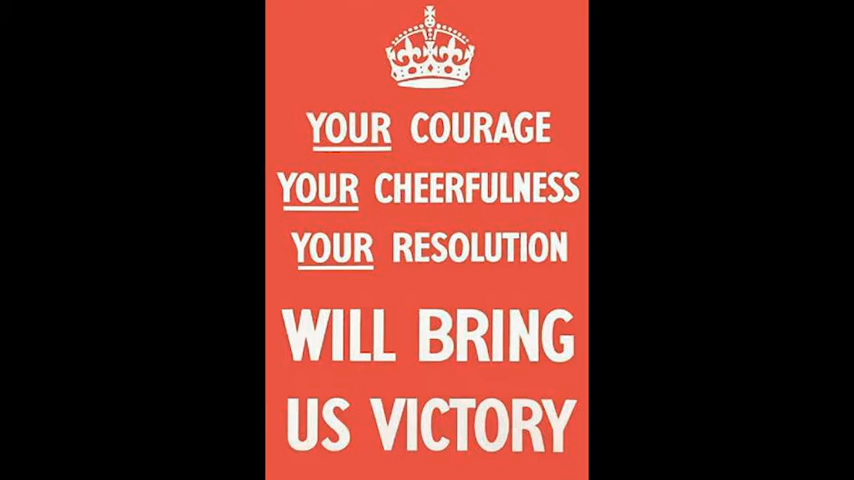 YOUR COURAGE
YOUR CHEERFULNESS
YOUR RESOLUTION
WILL BRING
US VICTORY